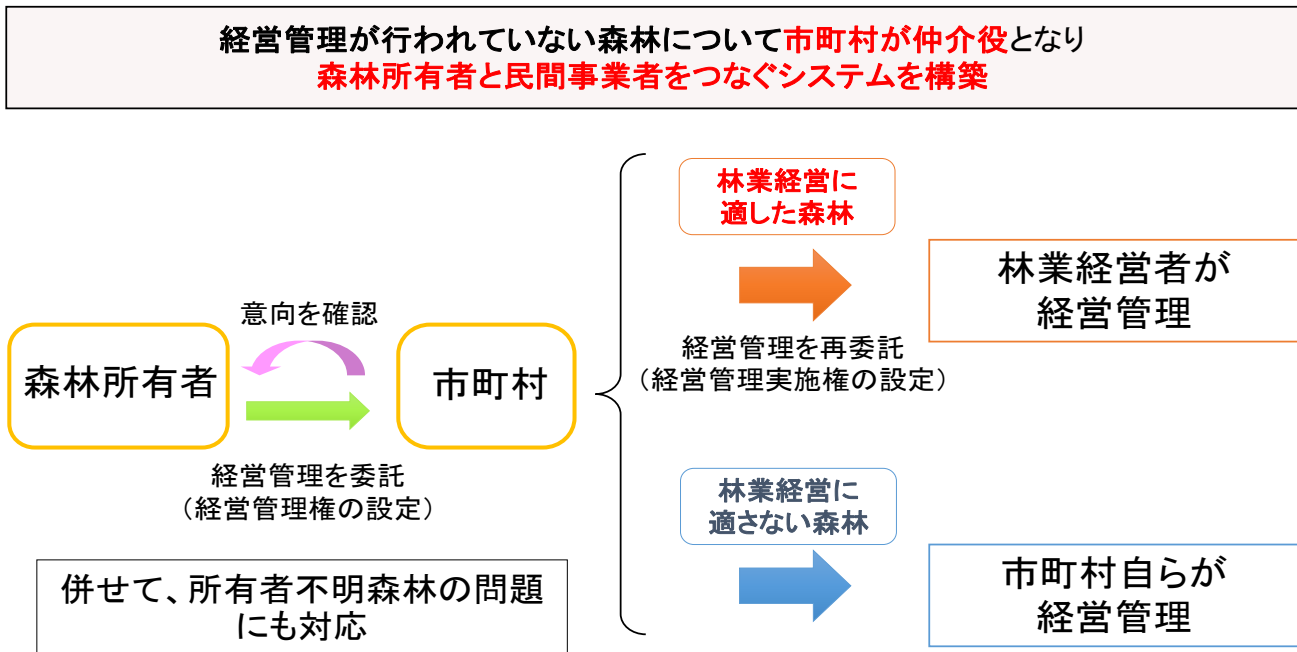 経営管理が行われていない森林について市町村が仲介役となり
森林所有者と民間事業者をつなぐシステムを構築
意向を確認
森林所有者
市町村
経営管理を委託
（経営管理権の設定）
併せて、所有者不明森林の問題
にも対応
林業経営に
適した森林
経営管理を再委託
（経営管理実施権の設定）
林業経営者が
経営管理
林業経営に
適さない森林
市町村自らが
経営管理